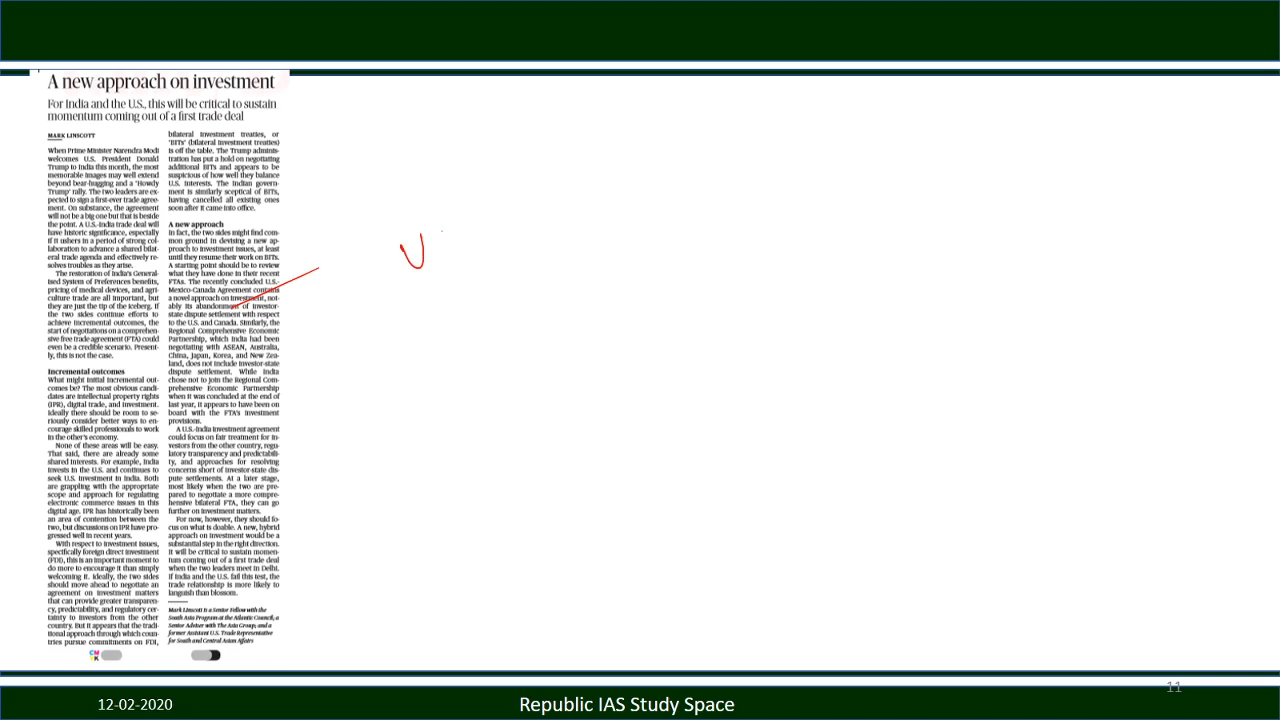 A new approach on investment
For India and the U.S., this will be critical to sustain
momentum coming out of a first trade deal
MARK LINSCOTT
When Prime Minister Narendra Modi
welcomes U.S. President Donald
Trump to India this month, the most
memorable images may well extend
beyond bear-hugging and a 'Howdy
Trump' rally. The two leaders are ex-
pected to sign a first-ever trade agree-
ment. On substance, the agreement
will not be a big one but that is beside
the point. A U.S.-India trade deal will
have historic significance, especially
if it ushers in a period of strong col-
laboration to advance a shared bilat-
eral trade agenda and effectively re-
solves troubles as they arise.
The restoration of India's General-
ised System of Preferences benefits,
pricing of medical devices, and agri-
culture trade are all important, but
they are just the tip of the iceberg. If
the two sides continue efforts to
achieve incremental outcomes, the
start of negotiations on a comprehen-
sive free trade agreement (FTA) could
even be a credible scenario. Present-
ly, this is not the case.
Incremental outcomes
What might initial incremental out-
comes be? The most obvious candi-
dates are intellectual property rights
(IPR), digital trade, and investment.
Ideally there should be room to se-
riously consider better ways to en-
courage skilled professionals to work
in the other's economy.
None of these areas will be easy.
That said, there are already some
shared interests. For example, India
invests in the U.S. and continues to
seek U.S. investment in India. Both
are grappling with the appropriate
scope and approach for regulating
electronic commerce issues in this
digital age. IPR has historically been
an area of contention between the
two, but discussions on IPR have pro-
gressed well in recent years.
With respect to investment issues,
specifically foreign direct investment
(FDI), this is an important moment to
do more to encourage it than simply
welcoming it. Ideally, the two sides
should move ahead to negotiate an
agreement on investment matters
that can provide greater transparen-
cy, predictability, and regulatory cer-
tainty to investors from the other
country. But it appears that the tradi-
tional approach through which coun-
tries pursue commitments on FDI,
bilateral investment treaties, or
'BITs' (bilateral investment treaties)
is off the table. The Trump adminis-
tration has put a hold on negotiating
additional BITs and appears to be
suspicious of how well they balance
U.S. interests. The Indian govern-
ment is similarly sceptical of BITs,
having cancelled all existing ones
soon after it came into office.
A new approach
In fact, the two sides might find com-
mon ground in devising a new ap-
proach to investment issues, at least
until they resume their work on BITs.
A starting point should be to review
what they have done in their recent
FTAs. The recently concluded U.S.-
Mexico-Canada Agreement contains
a novel approach on investment, not-
ably its abandonment of investor-
state dispute settlement with respect
to the U.S. and Canada. Similarly, the
Regional Comprehensive Economic
Partnership, which India had been
negotiating with ASEAN, Australia,
China, Japan, Korea, and New Zea-
land, does not include investor-state
dispute settlement. While India
chose not to join the Regional Com-
prehensive Economic Partnership
when it was concluded at the end of
last year, it appears to have been on
board with the FTA's investment
provisions.
A U.S.-India investment agreement
could focus on fair treatment for in-
vestors from the other country, regu-
latory transparency and predictabili-
ty, and approaches for resolving
concerns short of investor-state dis-
pute settlements. At a later stage,
most likely when the two are pre-
pared to negotiate a more compre-
hensive bilateral FTA, they can go
further on investment matters.
For now, however, they should fo-
cus on what is doable. A new, hybrid
approach on investment would be a
substantial step in the right direction.
It will be critical to sustain momen-
tum coming out of a first trade deal
when the two leaders meet in Delhi.
If India and the U.S. fail this test, the
trade relationship is more likely to
languish than blossom.
Mark Linscott is a Senior Fellow with the
South Asia Program at the Atlantic Council, a
Senior Adviser with The Asia Group, and a
former Assistant U.S. Trade Representative
for South and Central Asian Affairs
CM
YK
U
11
12-02-2020
Republic IAS Study Space